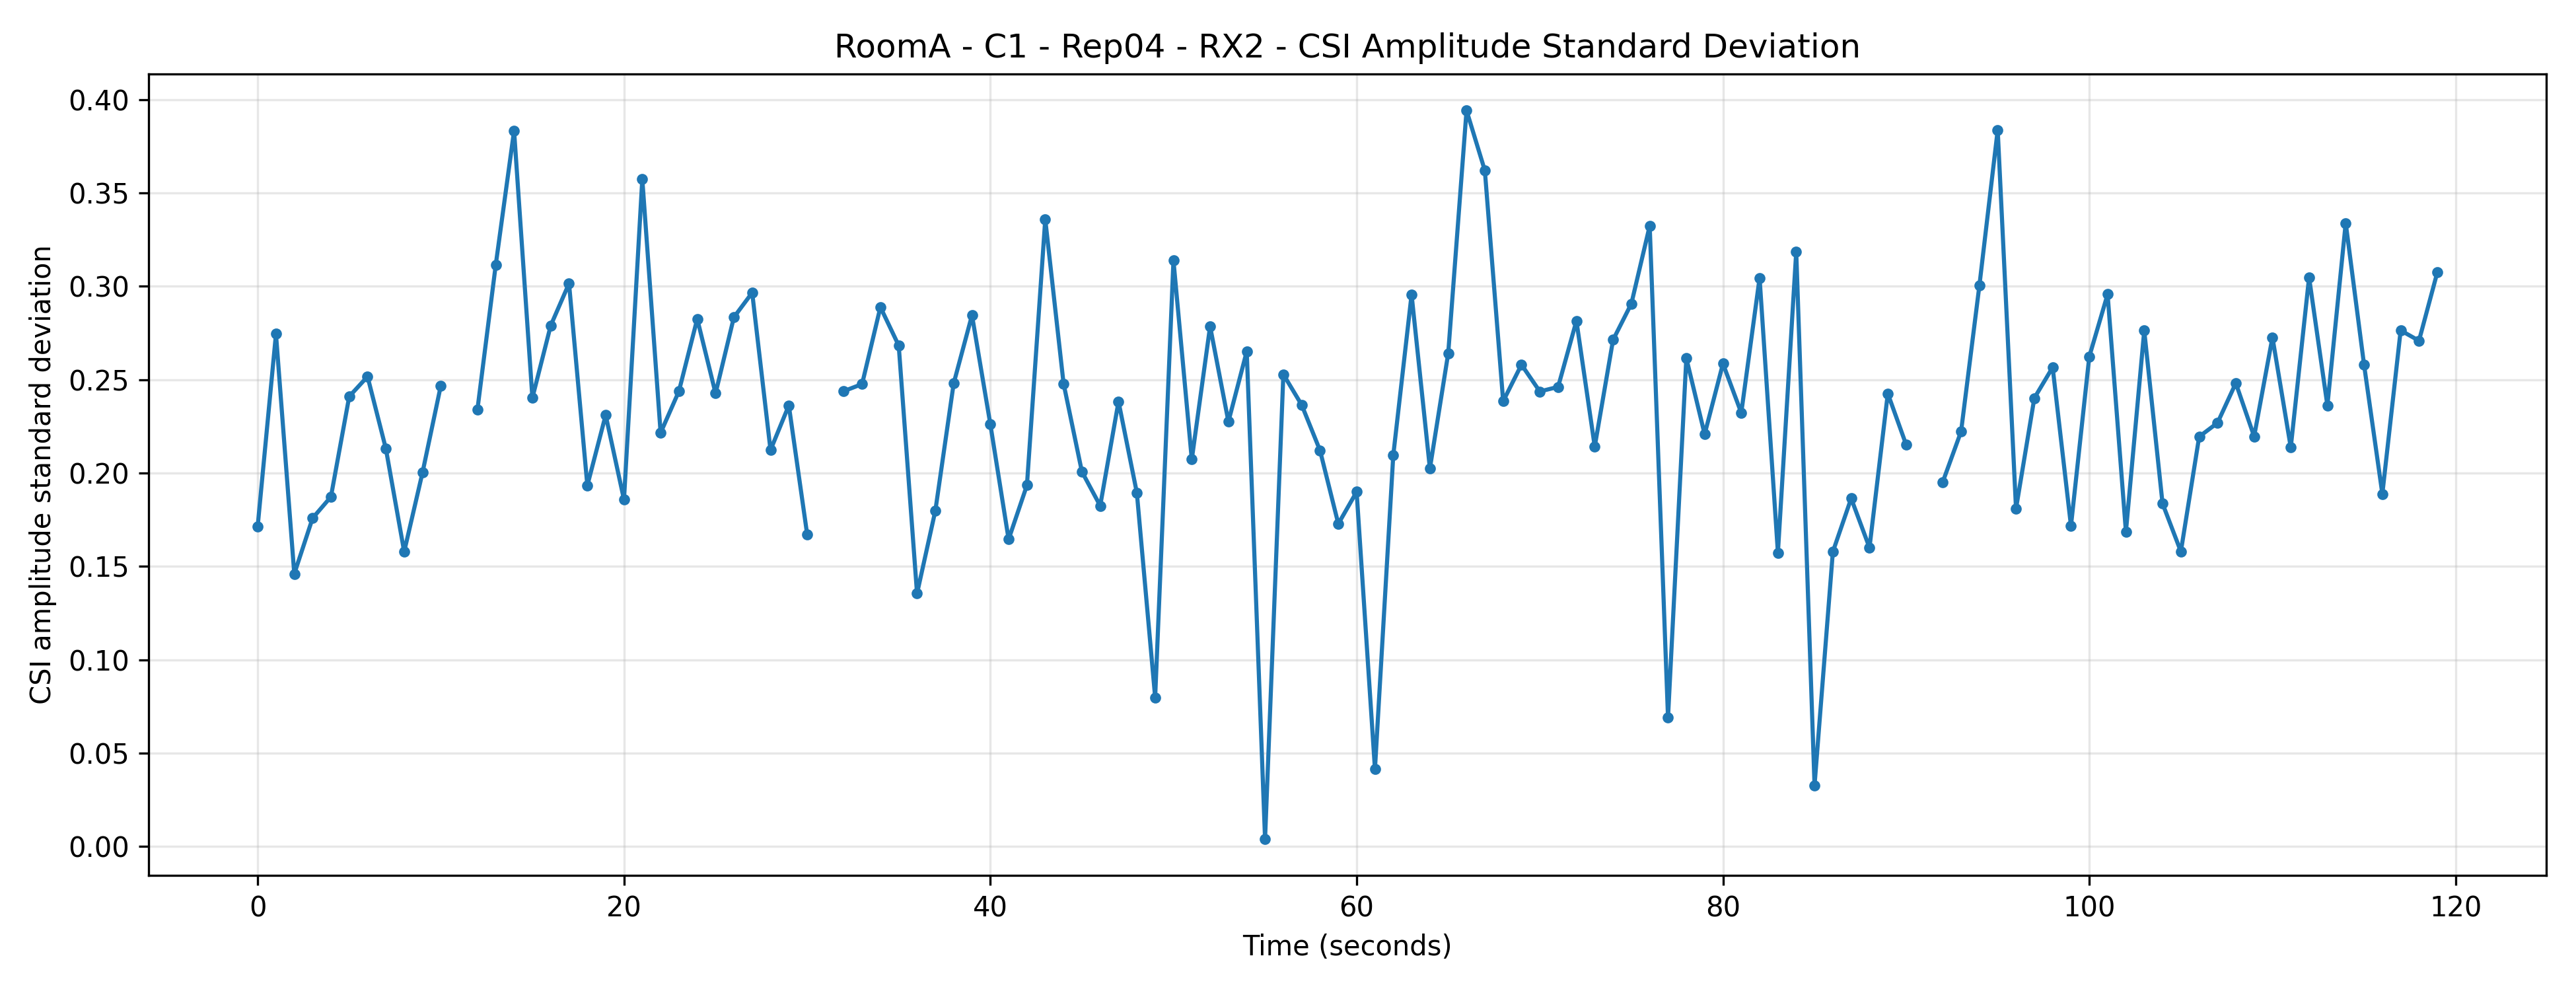 RoomA - C1 - Rep04 - RX2 - CSI Amplitude Standard Deviation
CSI amplitude standard deviation
0.40
0.35
0.30
0.25
0.20
0.15
0.10
0.05
0.00
0 20 40 60 80 100 120
Time (seconds)